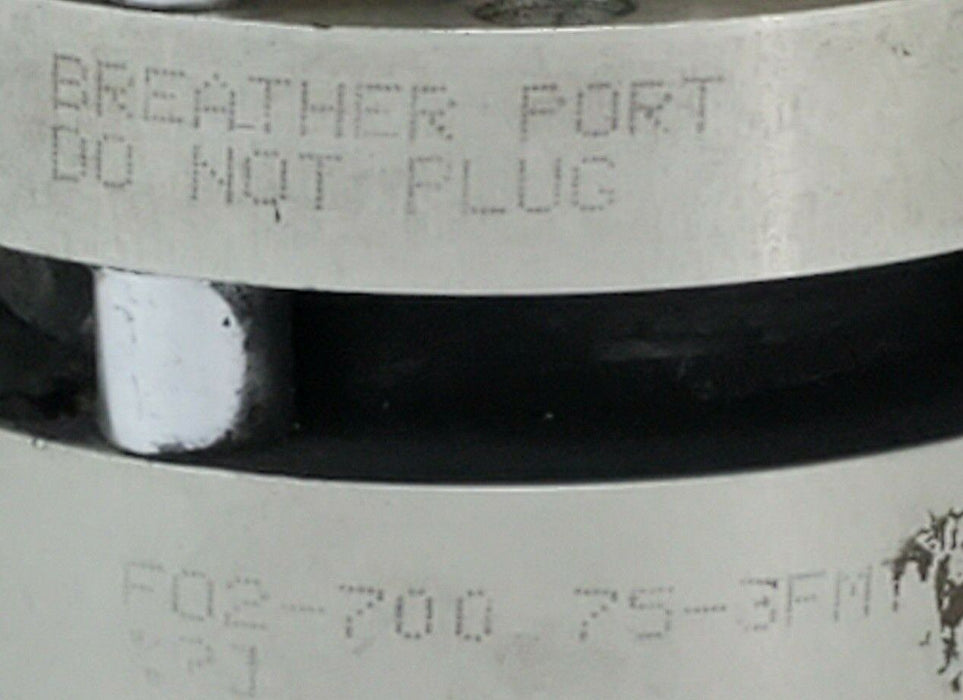 BREATHER PORT
DO NOT PLUG
F02-700 75-3FMT